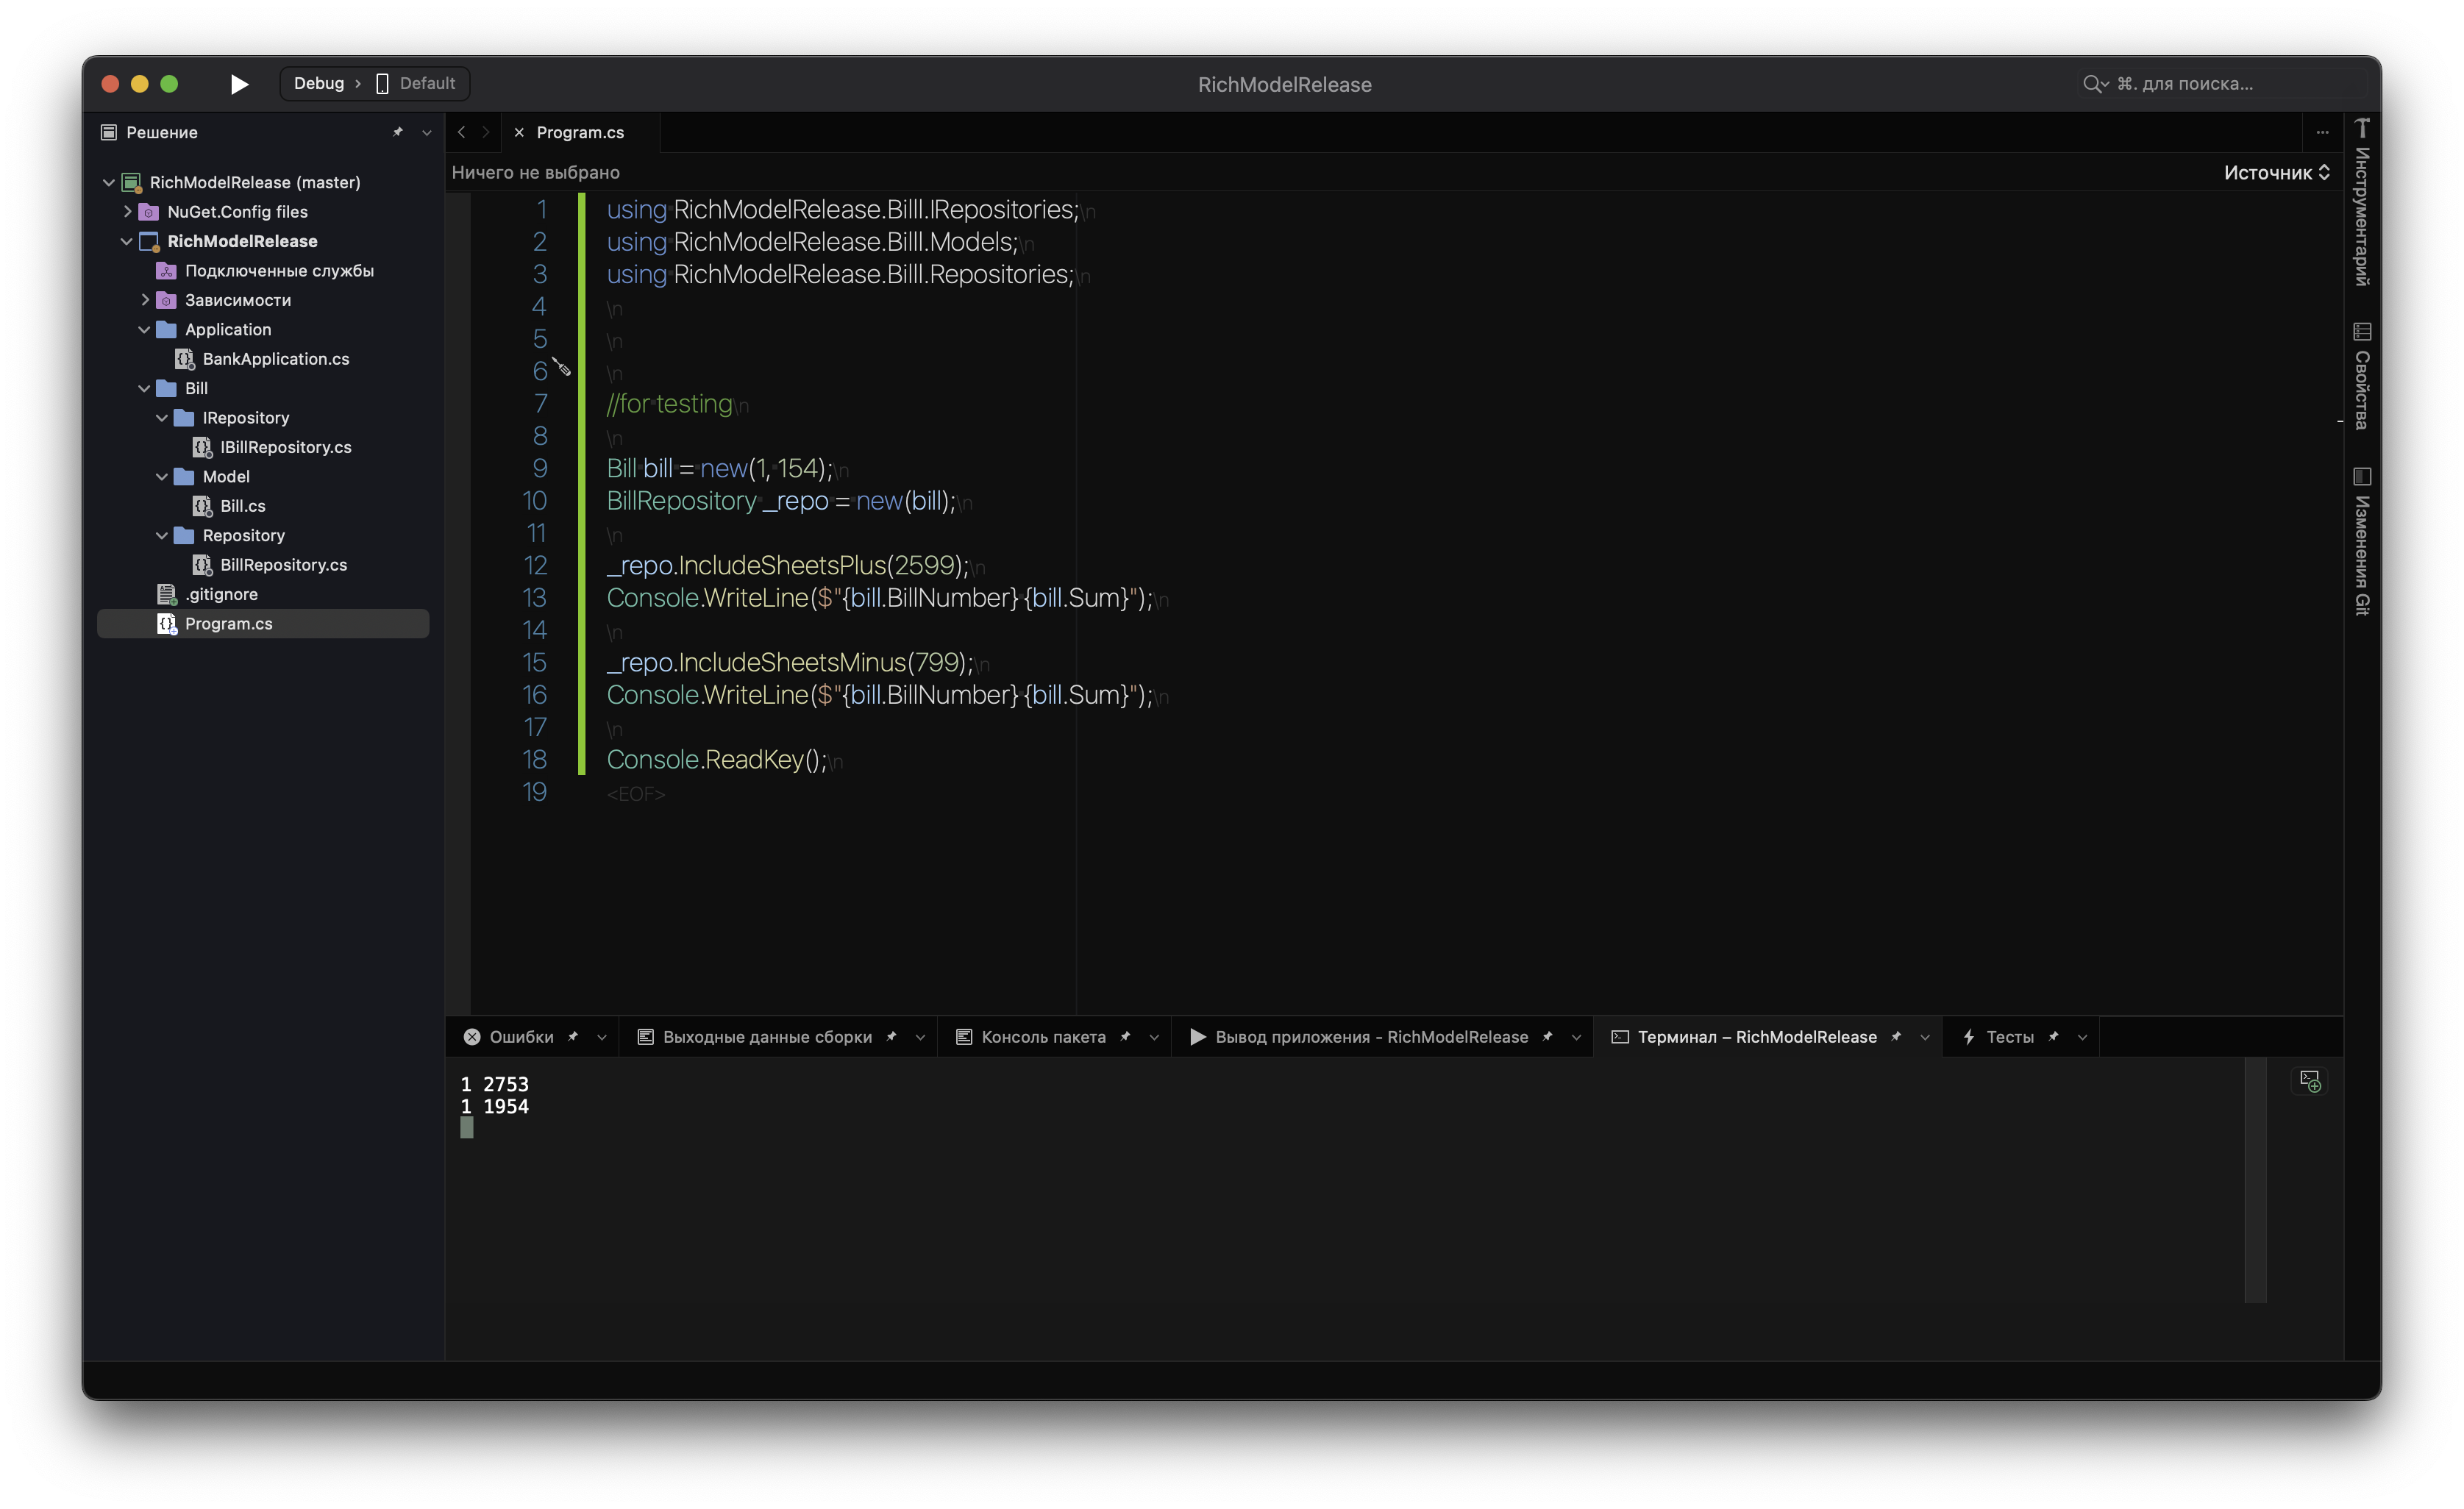 Debug › Default
RichModelRelease
⌘. для поиска...
Решение
RichModelRelease (master)
NuGet.Config files
RichModelRelease
Подключенные службы
Зависимости
Application
BankApplication.cs
Bill
IRepository
IBillRepository.cs
Model
Bill.cs
Repository
BillRepository.cs
.gitignore
Program.cs
Program.cs
Ничего не выбрано
Источник
1 using RichModelRelease.Billl.IRepositories;\n
2 using RichModelRelease.Billl.Models;\n
3 using RichModelRelease.Billl.Repositories;\n
4 \n
5 \n
6 \n
7 //for testing\n
8 \n
9 Bill bill = new(1, 154);\n
10 BillRepository _repo = new(bill);\n
11 \n
12 _repo.IncludeSheetsPlus(2599);\n
13 Console.WriteLine($"{bill.BillNumber} {bill.Sum}");\n
14 \n
15 _repo.IncludeSheetsMinus(799);\n
16 Console.WriteLine($"{bill.BillNumber} {bill.Sum}");\n
17 \n
18 Console.ReadKey();\n
19 <EOF>
Инструментарий
Свойства
Изменения Git
Ошибки
Выходные данные сборки
Консоль пакета
Вывод приложения - RichModelRelease
Терминал – RichModelRelease
Тесты
1 2753
1 1954